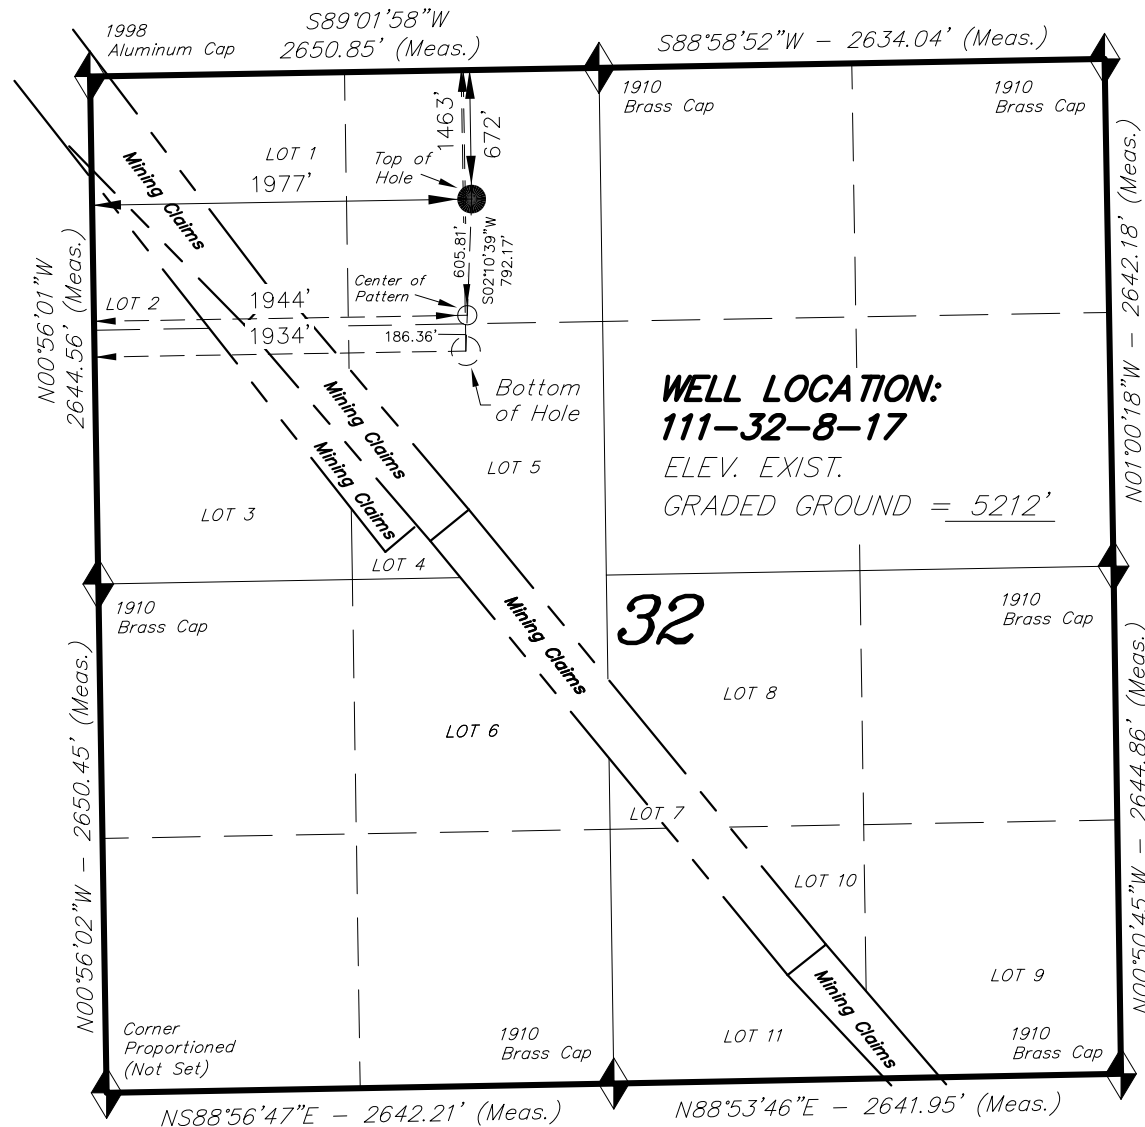 1998
Aluminum Cap
S89°01'58"W
2650.85' (Meas.)
S88°58'52"W - 2634.04' (Meas.)
1910
Brass Cap
1910
Brass Cap
1463'
672'
LOT 1
Top of
Hole
Mining Claims
1977'
605.81'
S02°10'39"W
792.17'
N00°56'01"W
2644.56' (Meas.)
N01°00'18"W - 2642.18' (Meas.)
Center of
Pattern
LOT 2
1944'
1934'
186.36'
Bottom
of Hole
WELL LOCATION:
111-32-8-17
ELEV. EXIST.
GRADED GROUND = 5212'
Mining Claims
Mining Claims
LOT 5
LOT 3
LOT 4
1910
Brass Cap
32
1910
Brass Cap
Mining Claims
LOT 8
LOT 6
N00°56'02"W - 2650.45' (Meas.)
N00°50'45"W - 2644.86' (Meas.)
LOT 7
LOT 10
LOT 9
Mining Claims
Corner
Proportioned
(Not Set)
1910
Brass Cap
LOT 11
1910
Brass Cap
NS88°56'47"E - 2642.21' (Meas.)
N88°53'46"E - 2641.95' (Meas.)